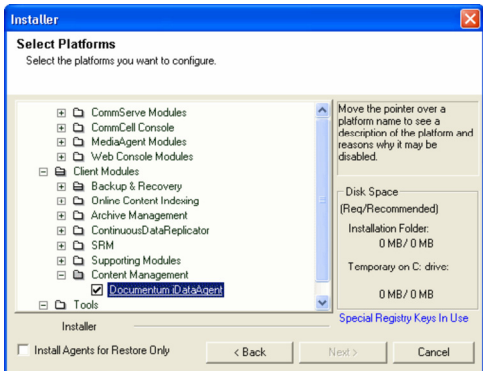 Installer
Select Platforms
Select the platforms you want to configure.
CommServe Modules
CommCell Console
MediaAgent Modules
Web Console Modules
Client Modules
Backup & Recovery
Online Content Indexing
Archive Management
ContinuousDataReplicator
SRM
Supporting Modules
Content Management
Documentum iDataAgent
Tools
Move the pointer over a
platform name to see a
description of the platform and
reasons why it may be
disabled.
Disk Space
(Req/Recommended)
Installation Folder:
0 MB/ 0 MB
Temporary on C: drive:
0 MB/ 0 MB
Special Registry Keys In Use
Installer
Install Agents for Restore Only
< Back
Next >
Cancel